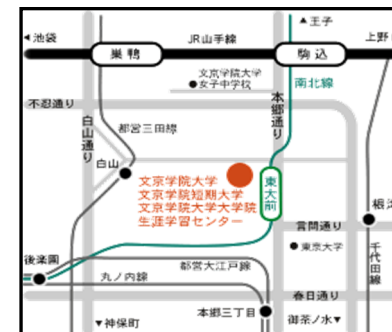 ▲王子
◀池袋
JR山手線
上野
巣鴨
駒込
文京学院大学
●女子中学校
南北線
不忍通り
本郷通り
白山通り
都営三田線
白山
文京学院大学
文京学院短期大学
文京学院大学大学院
生涯学習センター
東大前
根津
言問通り
●東京大学
千代田線
後楽園
都営大江戸線
丸ノ内線
春日通り
本郷三丁目
▼神保町
御茶ノ水▼